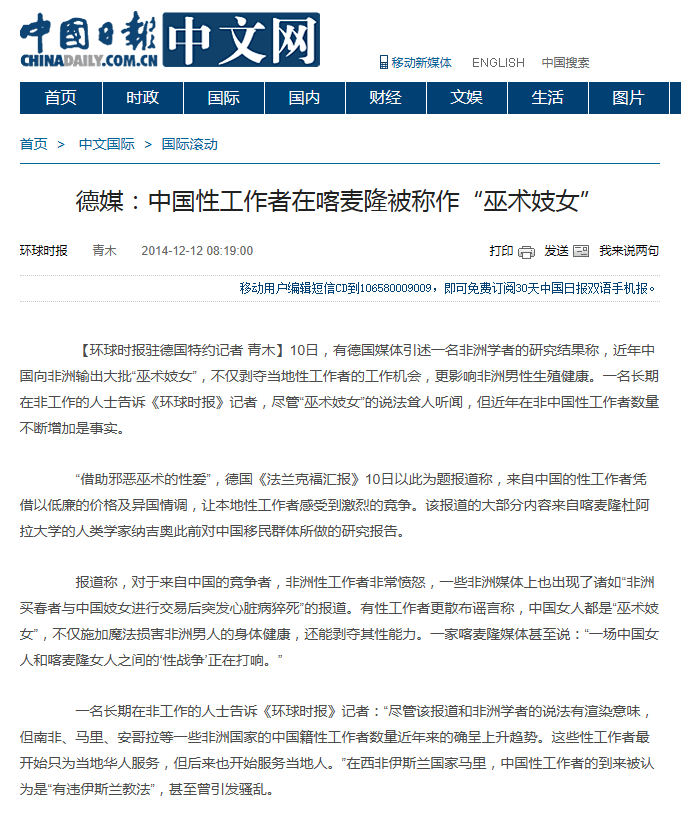 中国日报 中文网
CHINADAILY.COM.CN
移动新媒体 ENGLISH 中国搜索
首页 时政 国际 国内 财经 文娱 生活 图片
首页 > 中文国际 > 国际滚动
德媒：中国性工作者在喀麦隆被称作“巫术妓女”
环球时报 青木 2014-12-12 08:19:00 打印 发送 我来说两句
移动用户编辑短信CD到106580009009，即可免费订阅30天中国日报双语手机报。
【环球时报驻德国特约记者 青木】10日，有德国媒体引述一名非洲学者的研究结果称，近年中
国向非洲输出大批“巫术妓女”，不仅剥夺当地性工作者的工作机会，更影响非洲男性生殖健康。一名长期
在非工作的人士告诉《环球时报》记者，尽管“巫术妓女”的说法耸人听闻，但近年在非中国性工作者数量
不断增加是事实。
“借助邪恶巫术的性爱”，德国《法兰克福汇报》10日以此为题报道称，来自中国的性工作者凭
借以低廉的价格及异国情调，让本地性工作者感受到激烈的竞争。该报道的大部分内容来自喀麦隆杜阿
拉大学的人类学家纳吉奥此前对中国移民群体所做的研究报告。
报道称，对于来自中国的竞争者，非洲性工作者非常愤怒，一些非洲媒体上也出现了诸如“非洲
买春者与中国妓女进行交易后突发心脏病猝死”的报道。有性工作者更散布谣言称，中国女人都是“巫术妓
女”，不仅施加魔法损害非洲男人的身体健康，还能剥夺其性能力。一家喀麦隆媒体甚至说：“一场中国女
人和喀麦隆女人之间的‘性战争’正在打响。”
一名长期在非工作的人士告诉《环球时报》记者：“尽管该报道和非洲学者的说法有渲染意味，
但南非、马里、安哥拉等一些非洲国家的中国籍性工作者数量近年来的确呈上升趋势。这些性工作者最
开始只为当地华人服务，但后来也开始服务当地人。”在西非伊斯兰国家马里，中国性工作者的到来被认
为是“有违伊斯兰教法”，甚至曾引发骚乱。